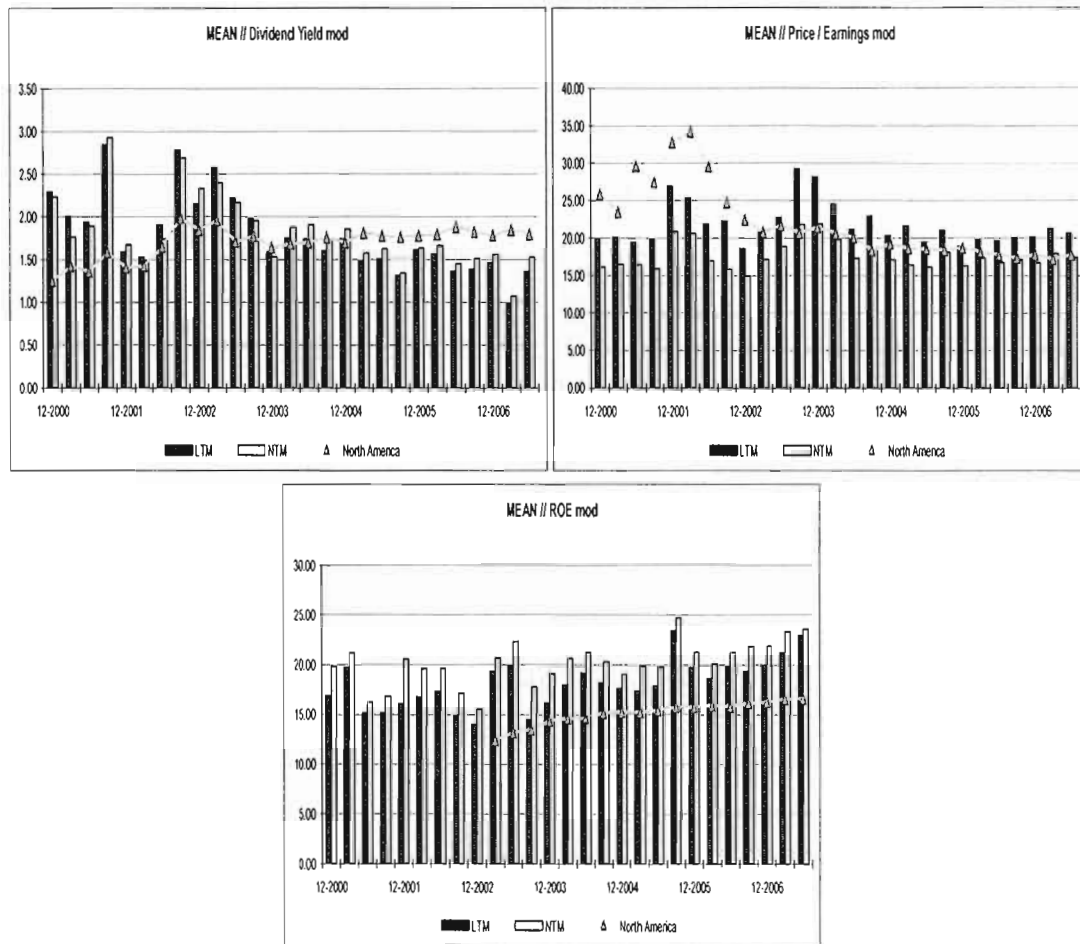 MEAN // Dividend Yield mod
3.50
3.00
2.50
2.00
1.50
1.00
0.50
0.00
12-2000 12-2001 12-2002 12-2003 12-2004 12-2005 12-2006
LTM NTM North America
MEAN // Price / Earnings mod
40.00
35.00
30.00
25.00
20.00
15.00
10.00
5.00
0.00
12-2000 12-2001 12-2002 12-2003 12-2004 12-2005 12-2006
LTM NTM North America
MEAN // ROE mod
30.00
25.00
20.00
15.00
10.00
5.00
0.00
12-2000 12-2001 12-2002 12-2003 12-2004 12-2005 12-2006
LTM NTM North America